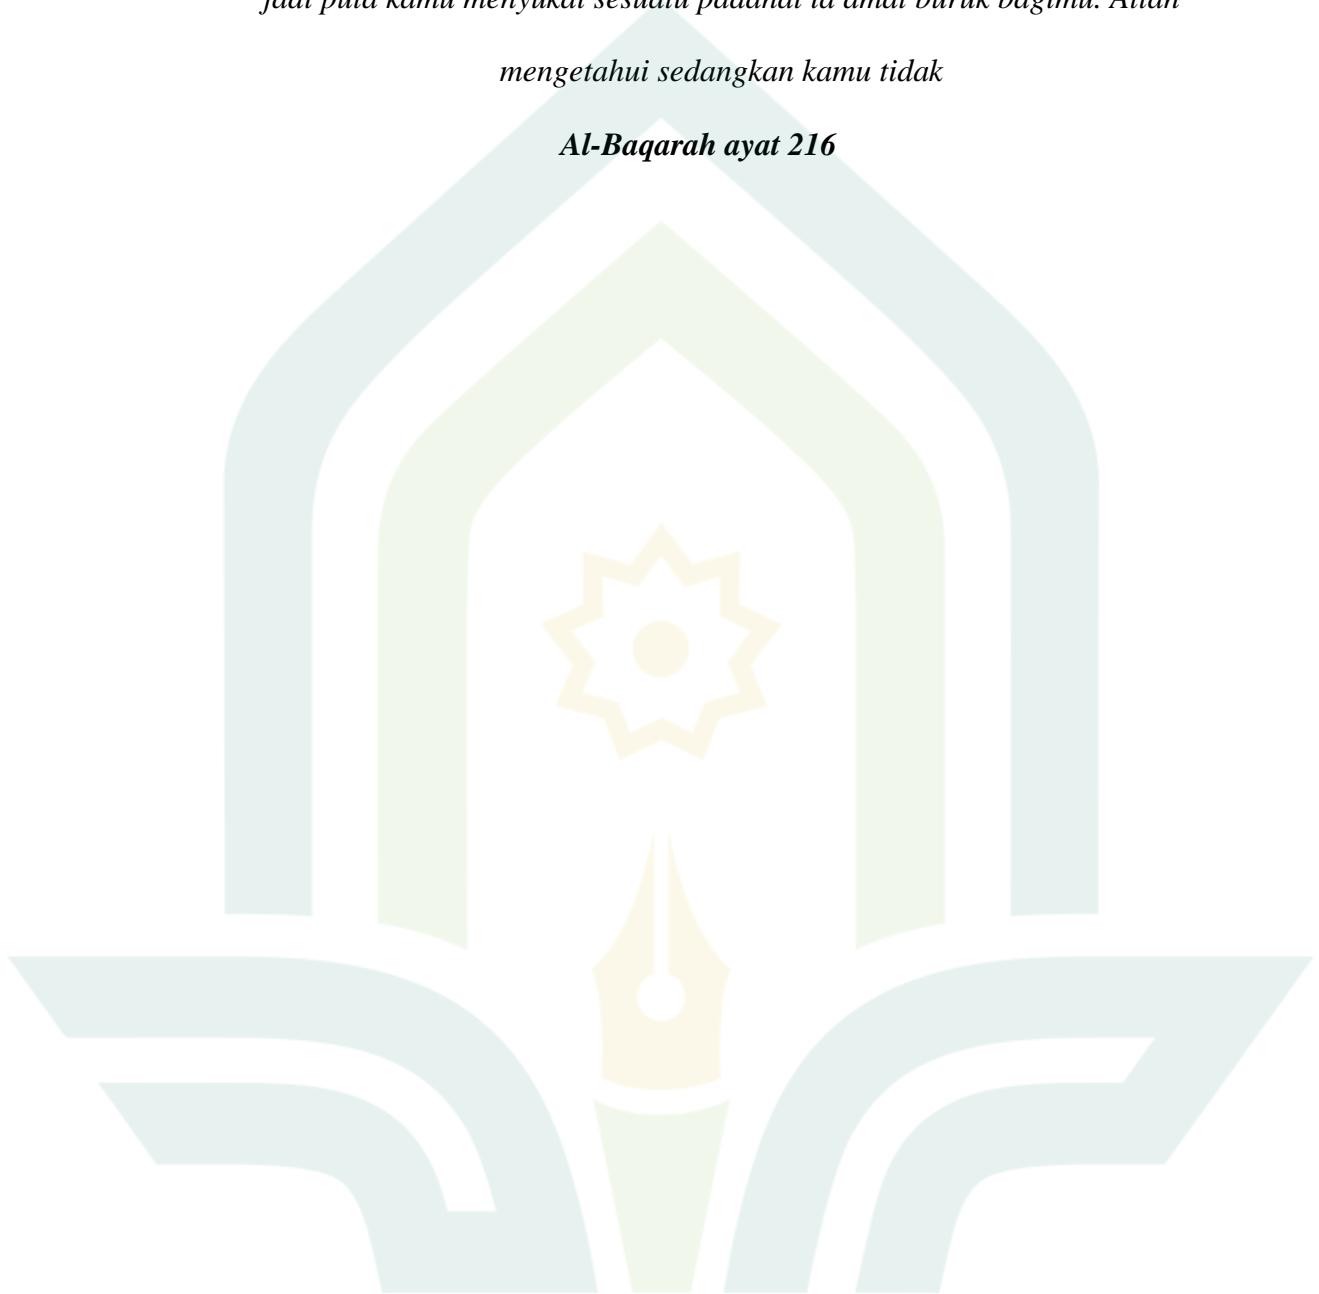 jadi pula kamu menyukai sesuatu padahal ia amat buruk bagimu. Allah
mengetahui sedangkan kamu tidak
Al-Baqarah ayat 216